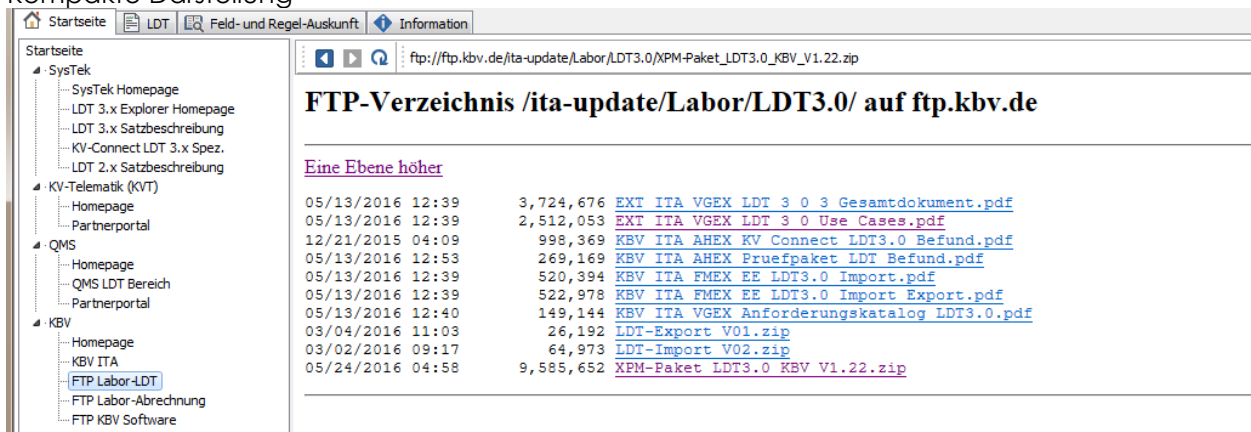 Kompakte Darstellung
Startseite LDT Feld- und Regel-Auskunft Information
Startseite
SysTek
SysTek Homepage
LDT 3.x Explorer Homepage
LDT 3.x Satzbeschreibung
KV-Connect LDT 3.x Spez.
LDT 2.x Satzbeschreibung
KV-Telematik (KVT)
Homepage
Partnerportal
QMS
Homepage
QMS LDT Bereich
Partnerportal
KBV
Homepage
KBV ITA
FTP Labor-LDT
FTP Labor-Abrechnung
FTP KBV Software
ftp://ftp.kbv.de/ita-update/Labor/LDT3.0/XPM-Paket_LDT3.0_KBV_V1.22.zip
FTP-Verzeichnis /ita-update/Labor/LDT3.0/ auf ftp.kbv.de
Eine Ebene höher
05/13/2016 12:39 3,724,676 EXT ITA VGEX LDT 3 0 3 Gesamtdokument.pdf
05/13/2016 12:39 2,512,053 EXT ITA VGEX LDT 3 0 Use Cases.pdf
12/21/2015 04:09 998,369 KBV ITA AHEX KV Connect LDT3.0 Befund.pdf
05/13/2016 12:53 269,169 KBV ITA AHEX Pruefpaket LDT Befund.pdf
05/13/2016 12:39 520,394 KBV ITA FMEX EE LDT3.0 Import.pdf
05/13/2016 12:39 522,978 KBV ITA FMEX EE LDT3.0 Import Export.pdf
05/13/2016 12:40 149,144 KBV ITA VGEX Anforderungskatalog LDT3.0.pdf
03/04/2016 11:03 26,192 LDT-Export V01.zip
03/02/2016 09:17 64,973 LDT-Import V02.zip
05/24/2016 04:58 9,585,652 XPM-Paket LDT3.0 KBV V1.22.zip